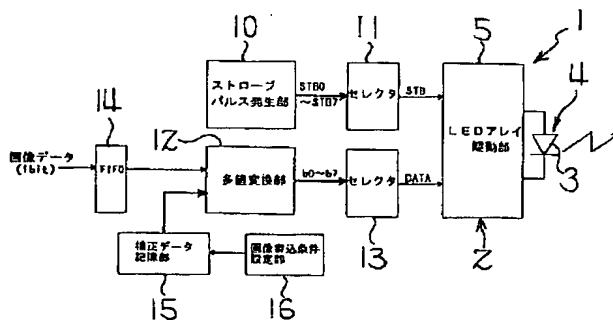 10
11
5
1
ストローブ
パルス発生部
STB0
~STB7
セレクタ
STB
14
12
4
LEDアレイ
駆動部
画像データ
(1bit)
FIFO
多値変換部
b0~b7
セレクタ
DATA
3
13
2
補正データ
記憶部
画像書込条件
設定部
15
16